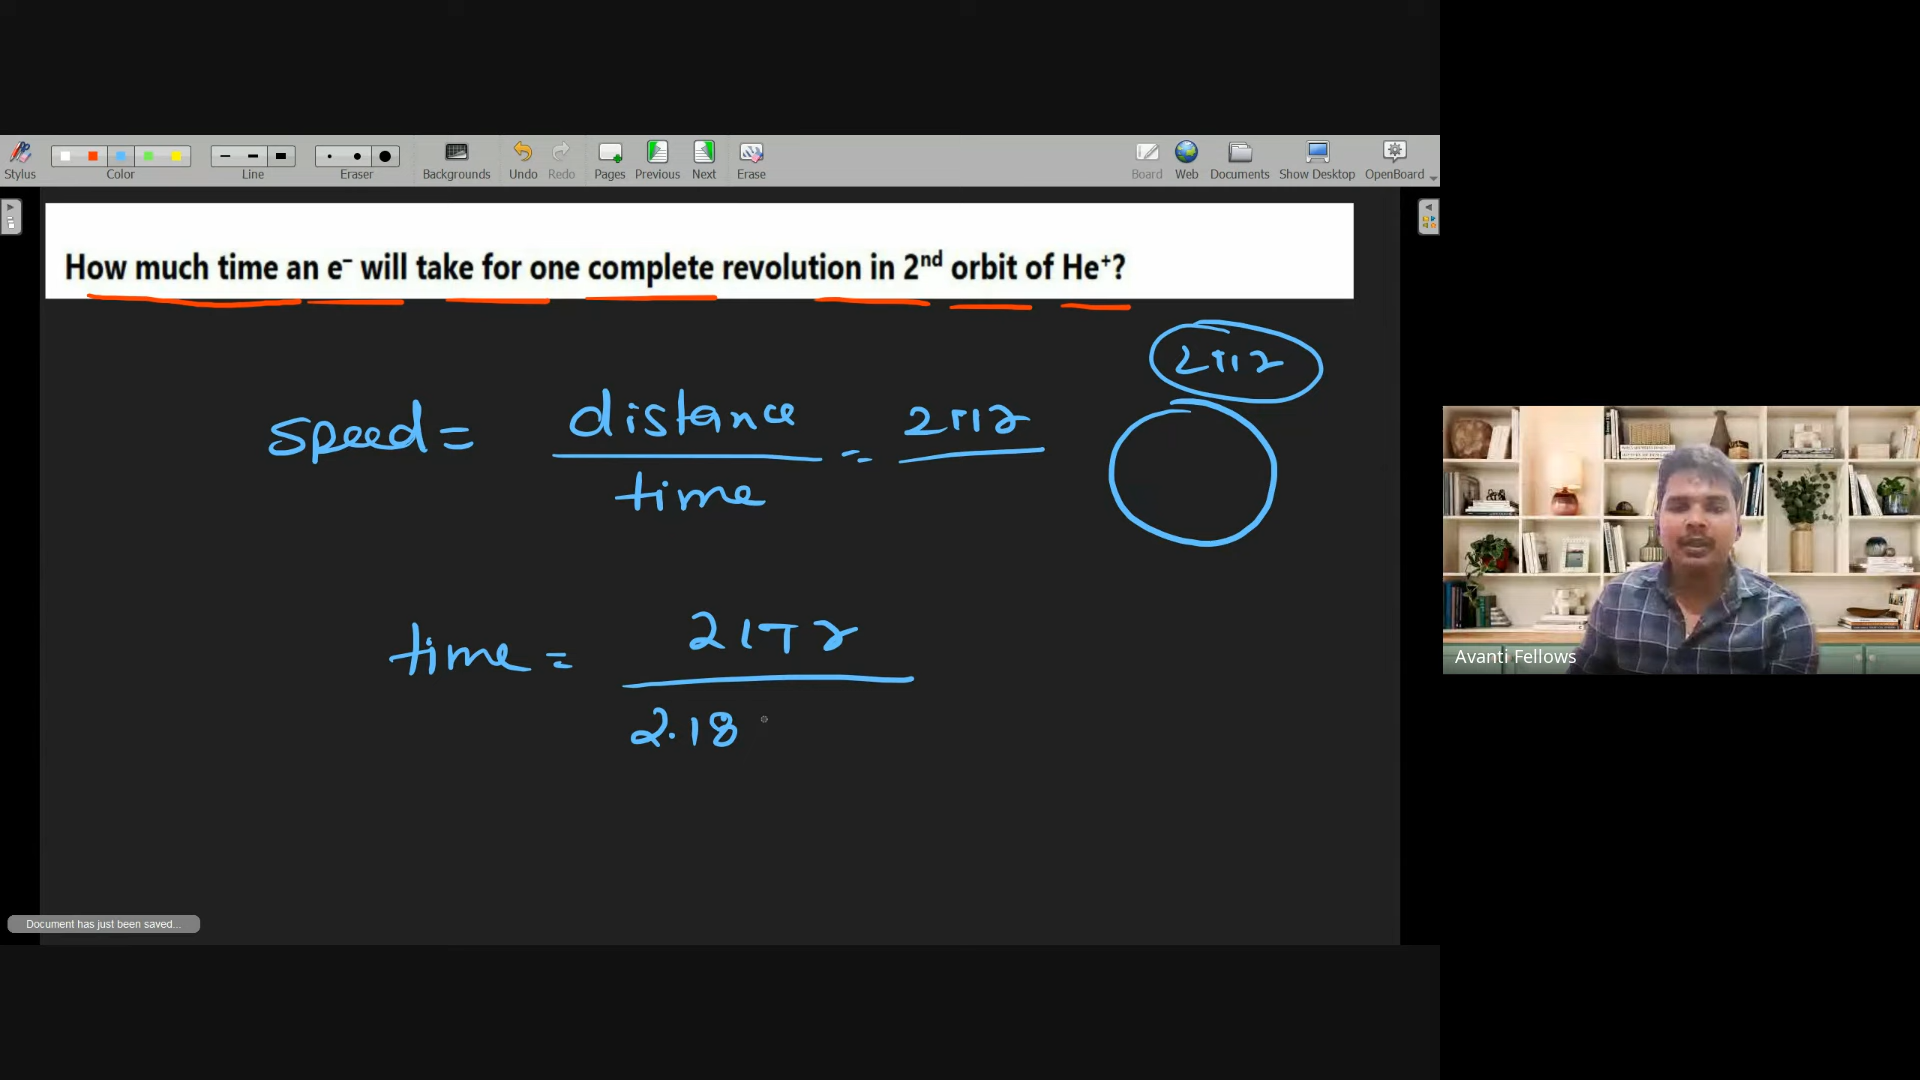 Stylus
Color
Line
Eraser
Backgrounds
Undo
Redo
Pages
Previous
Next
Erase
Board
Web
Documents
Show Desktop
OpenBoard
How much time an e⁻ will take for one complete revolution in 2ⁿᵈ orbit of He⁺?
2πr
speed = distance / time = 2πr
time = 2πr / 2.18
Avanti Fellows
Document has just been saved...